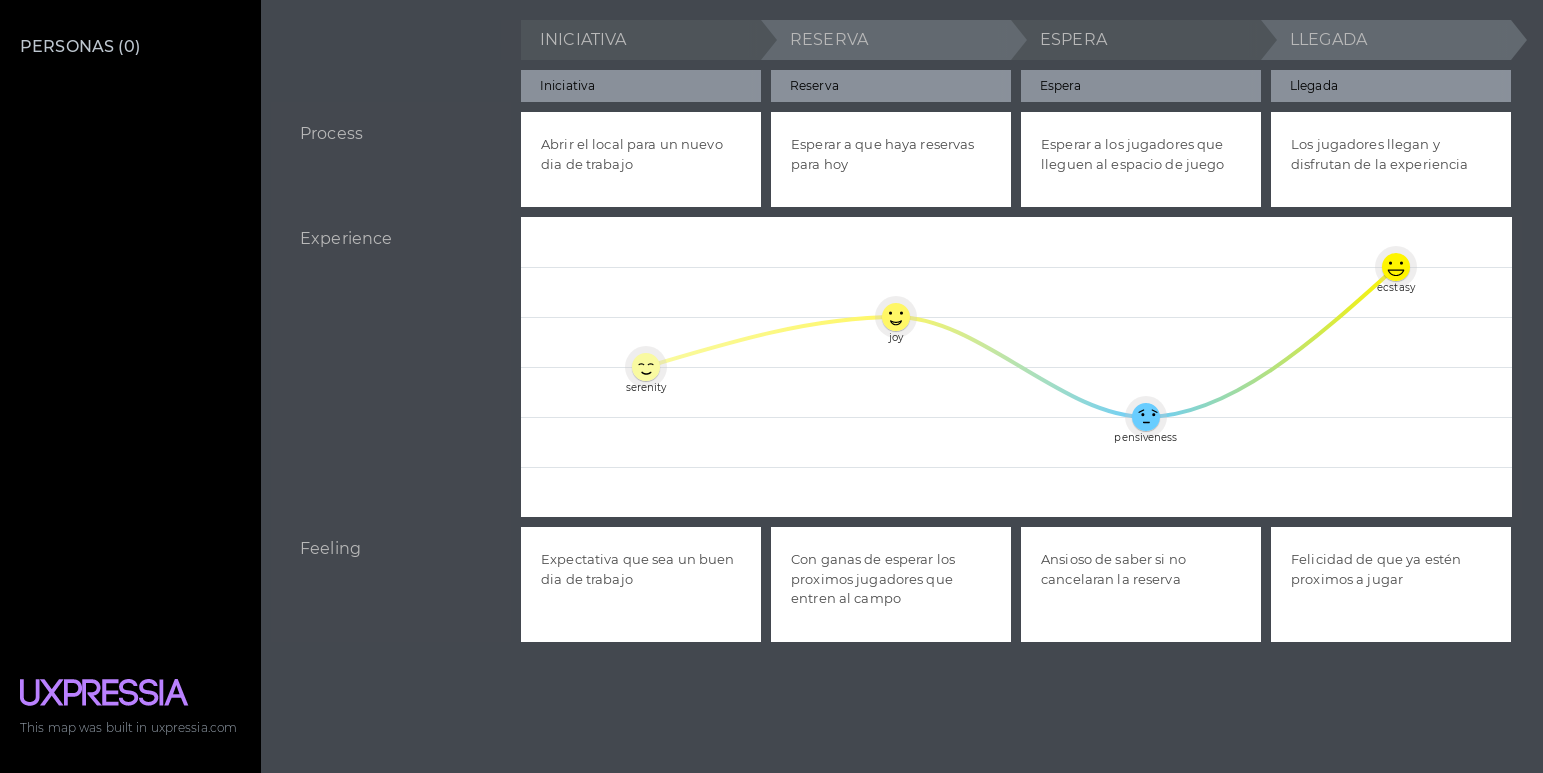 PERSONAS (0)
INICIATIVA
RESERVA
ESPERA
LLEGADA
Iniciativa
Reserva
Espera
Llegada
Process
Abrir el local para un nuevo
dia de trabajo
Esperar a que haya reservas
para hoy
Esperar a los jugadores que
lleguen al espacio de juego
Los jugadores llegan y
disfrutan de la experiencia
Experience
serenity
joy
pensiveness
ecstasy
Feeling
Expectativa que sea un buen
dia de trabajo
Con ganas de esperar los
proximos jugadores que
entren al campo
Ansioso de saber si no
cancelaran la reserva
Felicidad de que ya estén
proximos a jugar
UXPRESSIA
This map was built in uxpressia.com